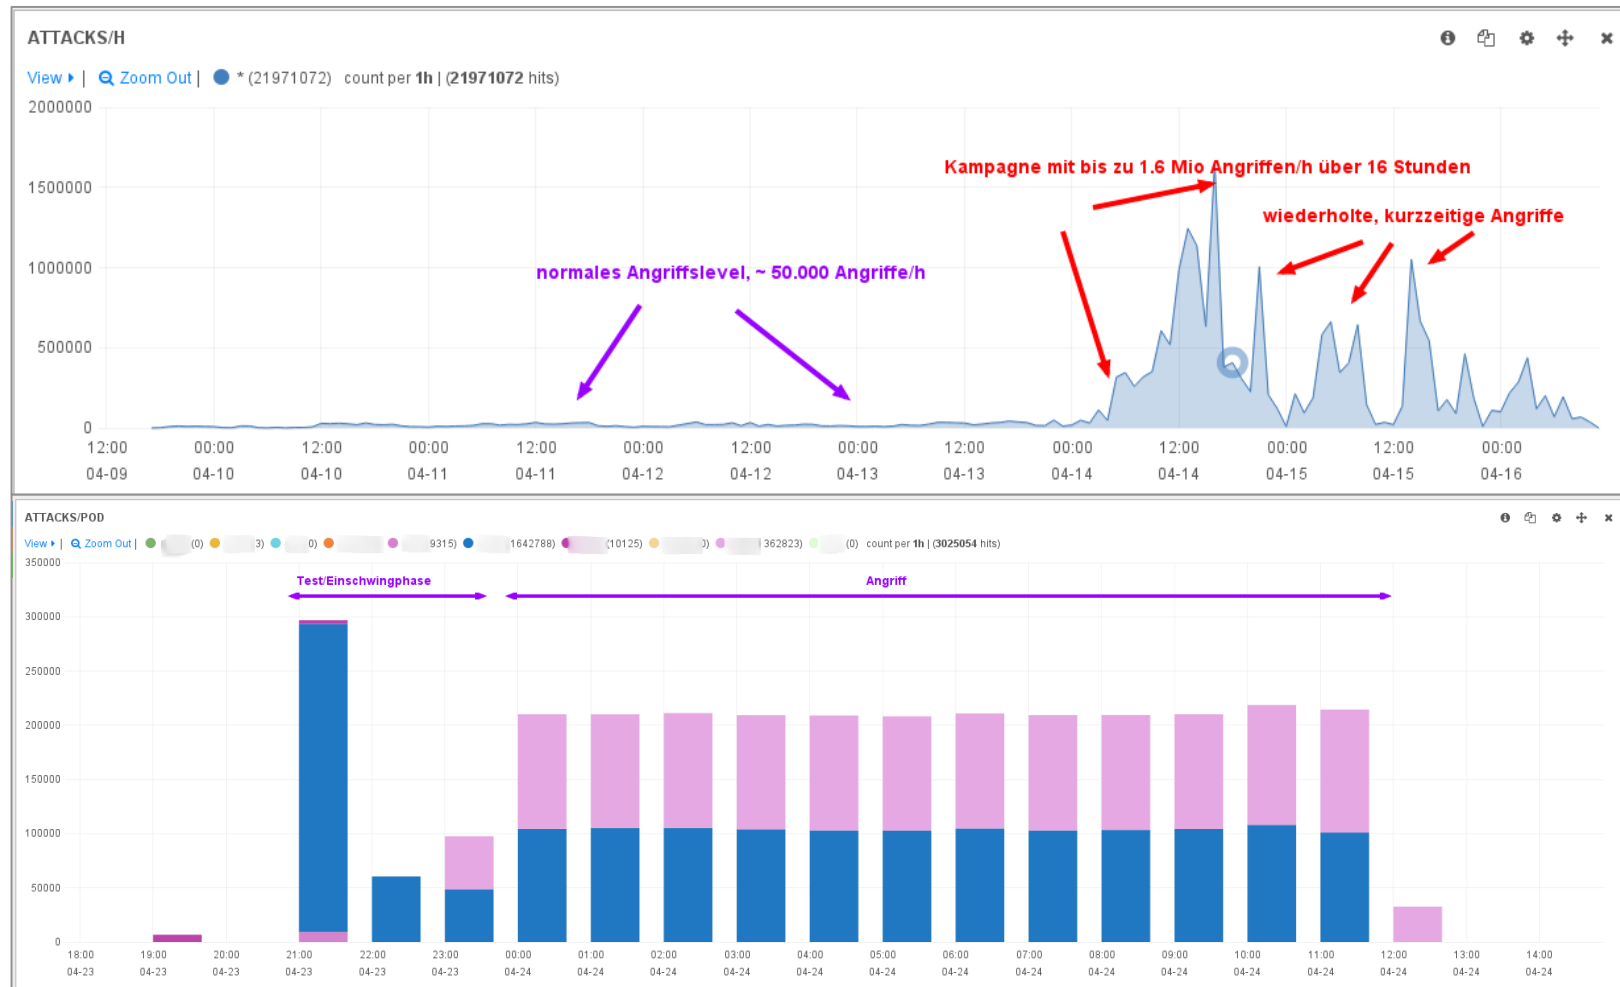 ATTACKS/H
View | Zoom Out | * (21971072) count per 1h | (21971072 hits)
2000000
1500000
1000000
500000
0
Kampagne mit bis zu 1.6 Mio Angriffen/h über 16 Stunden
wiederholte, kurzzeitige Angriffe
normales Angriffslevel, ~ 50.000 Angriffe/h
12:00 00:00 12:00 00:00 12:00 00:00 12:00 00:00 12:00 00:00 12:00 00:00 12:00 00:00
04-09 04-10 04-10 04-11 04-11 04-12 04-12 04-13 04-13 04-14 04-14 04-15 04-15 04-16
ATTACKS/POD
View | Zoom Out | (0) 3) 0) 9315) 1642788) (10125) 0) 362823) (0) count per 1h | (3025054 hits)
350000
300000
250000
200000
150000
100000
50000
0
Test/Einschwingphase
Angriff
18:00 19:00 20:00 21:00 22:00 23:00 00:00 01:00 02:00 03:00 04:00 05:00 06:00 07:00 08:00 09:00 10:00 11:00 12:00 13:00 14:00
04-23 04-23 04-23 04-23 04-23 04-23 04-24 04-24 04-24 04-24 04-24 04-24 04-24 04-24 04-24 04-24 04-24 04-24 04-24 04-24 04-24